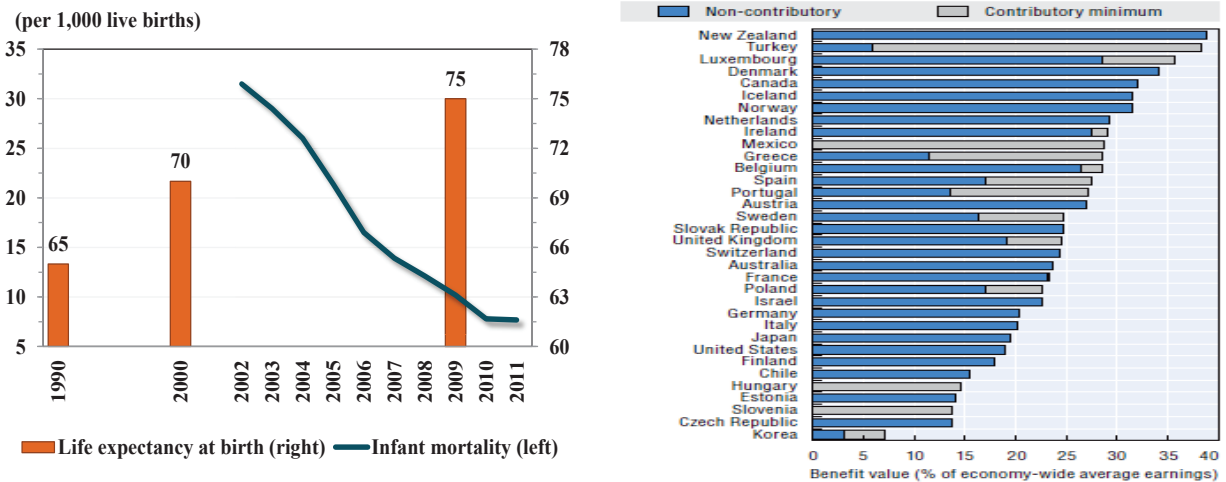 (per 1,000 live births)
35
30
25
20
15
10
5
78
75
72
69
66
63
60
65
70
75
1990
2000
2002
2003
2004
2005
2006
2007
2008
2009
2010
2011
Life expectancy at birth (right)
Infant mortality (left)
Non-contributory
Contributory minimum
New Zealand
Turkey
Luxembourg
Denmark
Canada
Iceland
Norway
Netherlands
Ireland
Mexico
Greece
Belgium
Spain
Portugal
Austria
Sweden
Slovak Republic
United Kingdom
Switzerland
Australia
France
Poland
Israel
Germany
Italy
Japan
United States
Finland
Chile
Hungary
Estonia
Slovenia
Czech Republic
Korea
0 5 10 15 20 25 30 35 40
Benefit value (% of economy-wide average earnings)